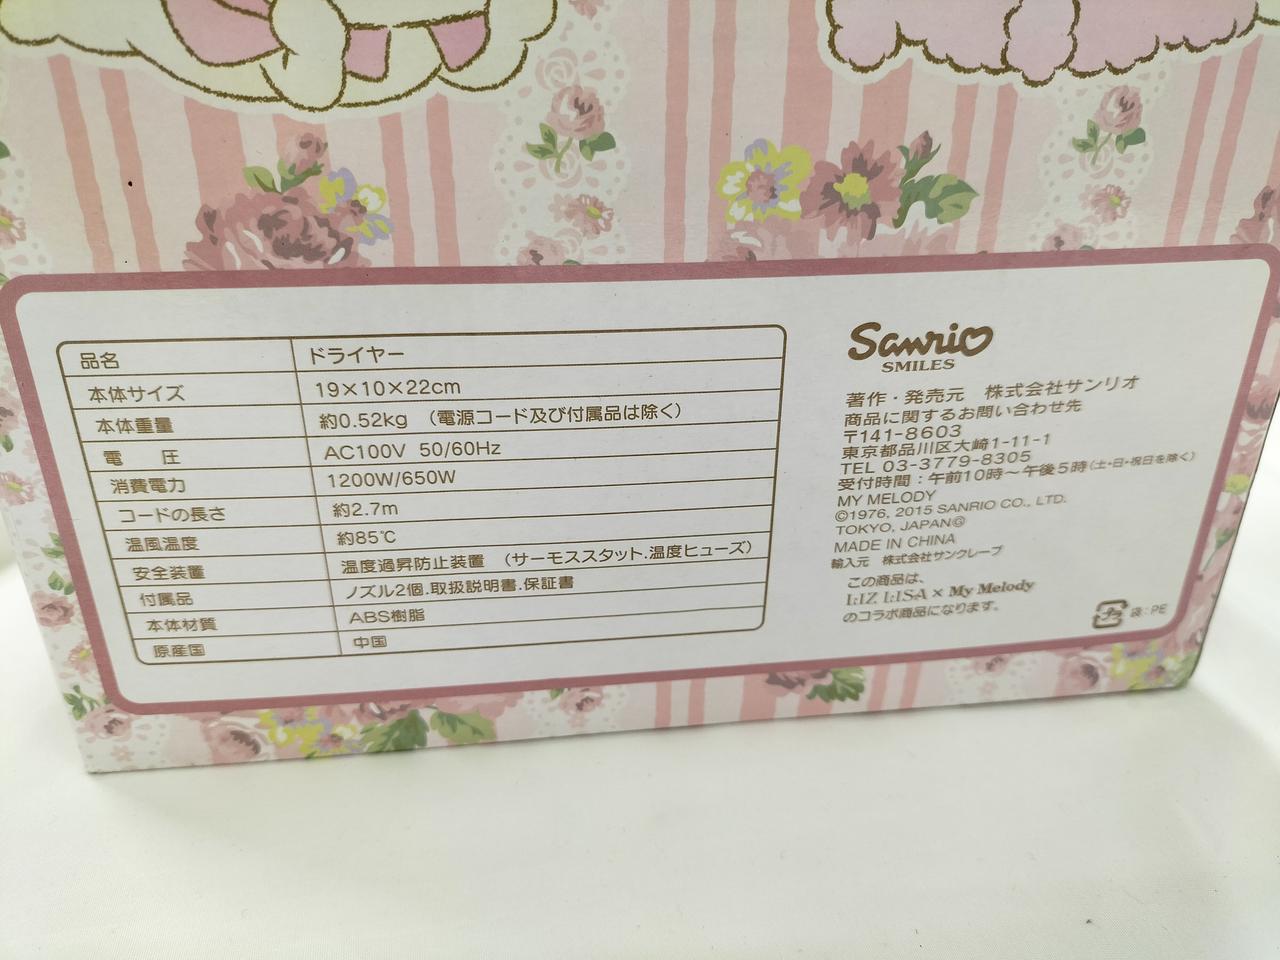 品名 ドライヤー
本体サイズ 19×10×22cm
本体重量 約0.52kg (電源コード及び付属品は除く)
電圧 AC100V 50/60Hz
消費電力 1200W/650W
コードの長さ 約2.7m
温風温度 約85℃
安全装置 温度過昇防止装置 (サーモススタット.温度ヒューズ)
付属品 ノズル2個.取扱説明書.保証書
本体材質 ABS樹脂
原産国 中国
Sanrio
SMILES
著作・発売元 株式会社サンリオ
商品に関するお問い合わせ先
〒141-8603
東京都品川区大崎1-11-1
TEL 03-3779-8305
受付時間:午前10時〜午後5時(土・日・祝日を除く)
MY MELODY
©1976, 2015 SANRIO CO., LTD.
TOKYO, JAPAN Ⓖ
MADE IN CHINA
輸入元 株式会社サンクレーブ
この商品は、
LIZ LISA × My Melody
のコラボ商品になります。
プラ 袋:PE